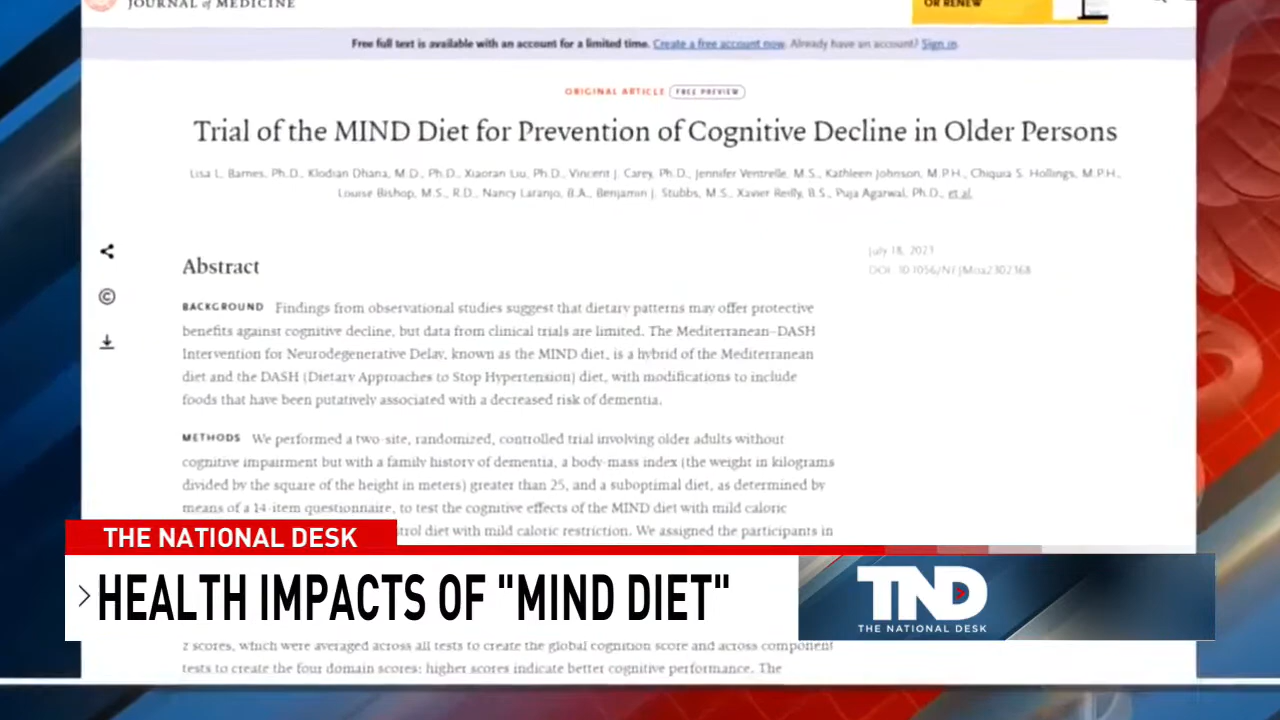 JOURNAL of MEDICINE
OR RENEW
Free full text is available with an account for a limited time. Create a free account now. Already have an account? Sign in.
ORIGINAL ARTICLE FREE PREVIEW
Trial of the MIND Diet for Prevention of Cognitive Decline in Older Persons
Lisa L. Barnes, Ph.D., Klodian Dhana, M.D., Ph.D., Xiaoran Liu, Ph.D., Vincent J. Carey, Ph.D., Jennifer Ventrelle, M.S., Kathleen Johnson, M.P.H., Chiquia S. Hollings, M.P.H.,
Louise Bishop, M.S., R.D., Nancy Laranjo, B.A., Benjamin J. Stubbs, M.S., Xavier Reilly, B.S., Puja Agarwal, Ph.D., et al.
July 18, 2023
DOI: 10.1056/NEJMoa2302368
Abstract
BACKGROUND Findings from observational studies suggest that dietary patterns may offer protective
benefits against cognitive decline, but data from clinical trials are limited. The Mediterranean–DASH
Intervention for Neurodegenerative Delay, known as the MIND diet, is a hybrid of the Mediterranean
diet and the DASH (Dietary Approaches to Stop Hypertension) diet, with modifications to include
foods that have been putatively associated with a decreased risk of dementia.
METHODS We performed a two-site, randomized, controlled trial involving older adults without
cognitive impairment but with a family history of dementia, a body-mass index (the weight in kilograms
divided by the square of the height in meters) greater than 25, and a suboptimal diet, as determined by
means of a 14-item questionnaire, to test the cognitive effects of the MIND diet with mild caloric
trol diet with mild caloric restriction. We assigned the participants in
THE NATIONAL DESK
HEALTH IMPACTS OF "MIND DIET"
TND
THE NATIONAL DESK
z scores, which were averaged across all tests to create the global cognition score and across component
tests to create the four domain scores; higher scores indicate better cognitive performance. The